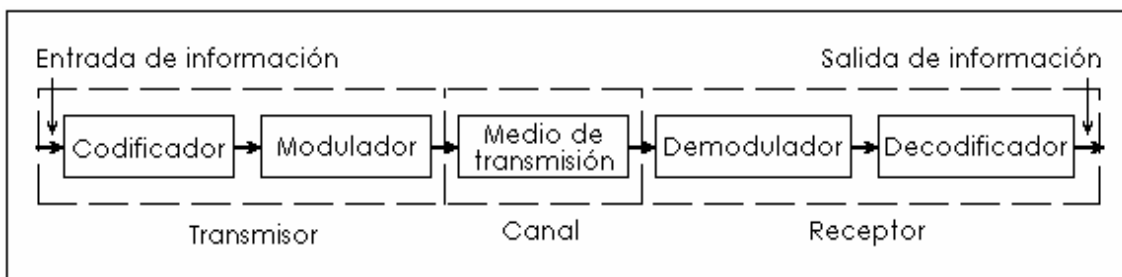 Entrada de información
Salida de información
Codificador
Modulador
Medio de
transmisión
Demodulador
Decodificador
Transmisor
Canal
Receptor